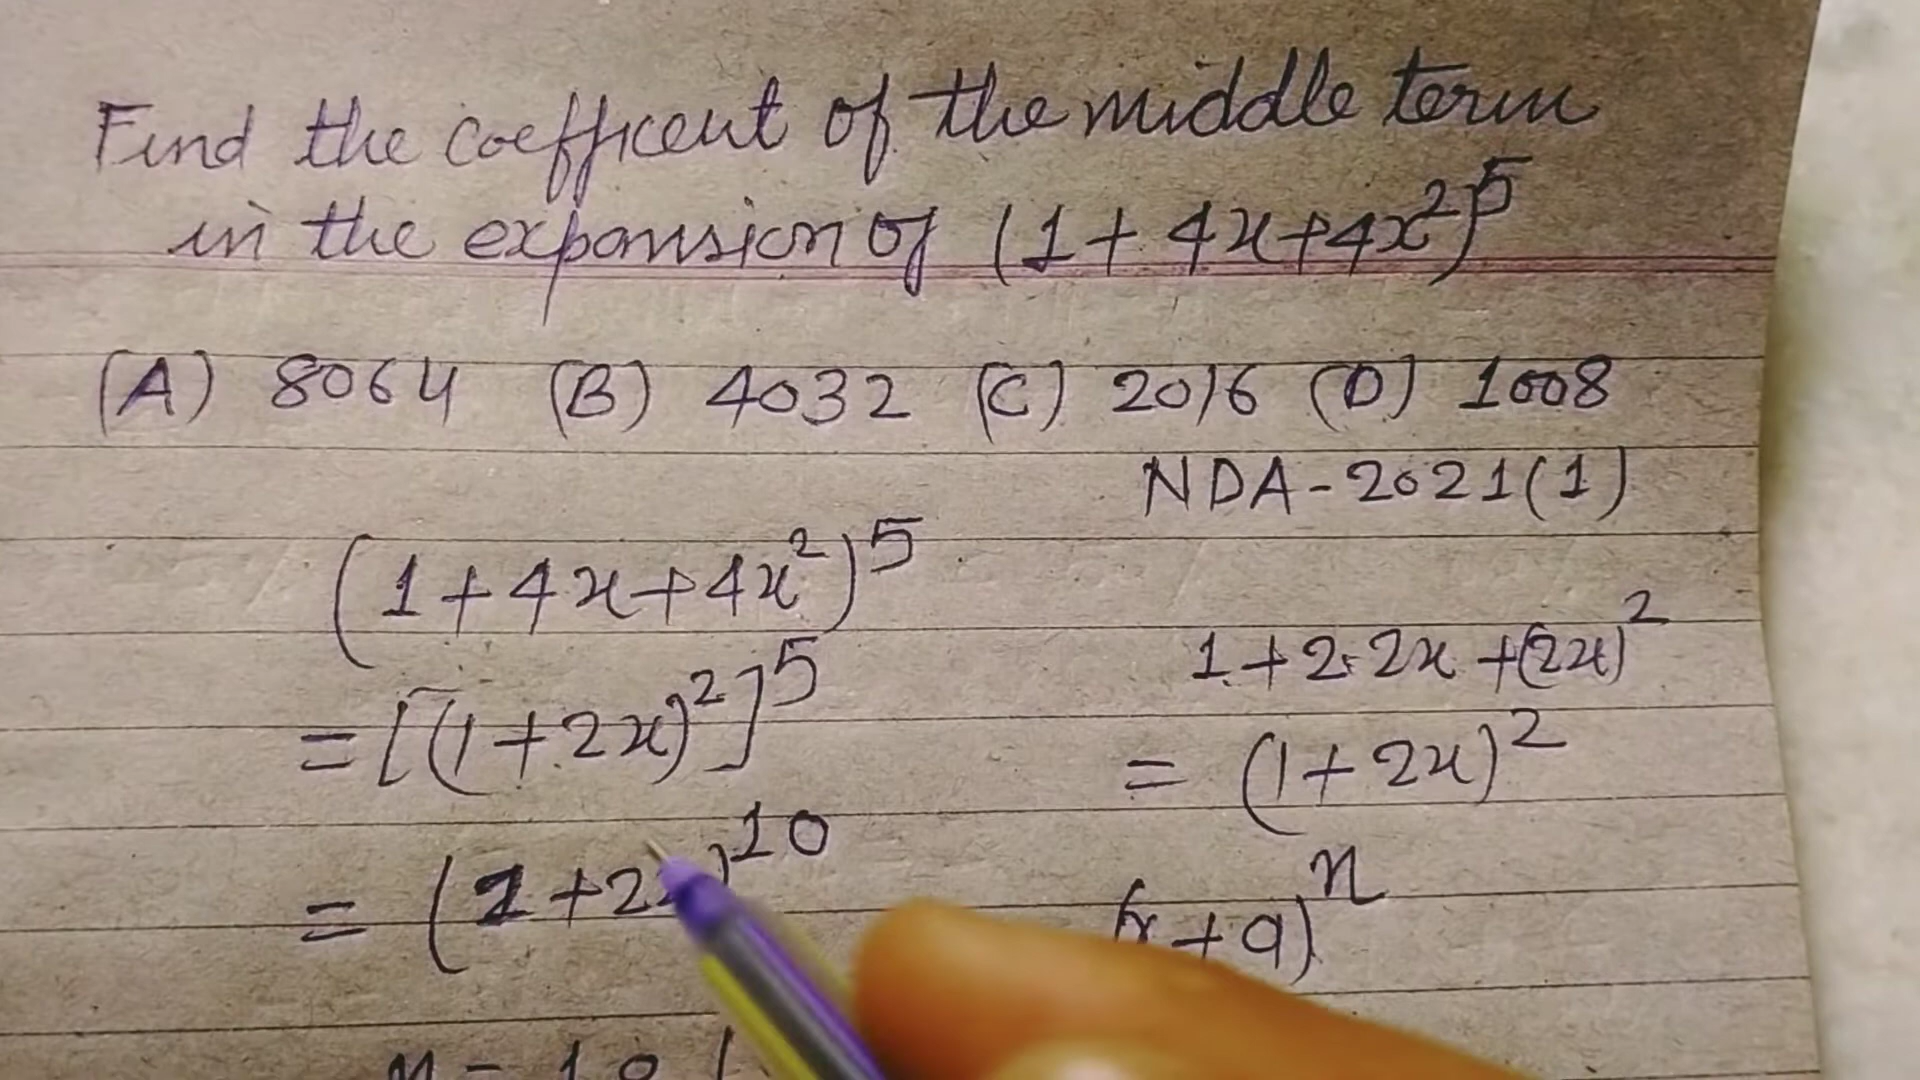 Find the coefficent of the middle term
in the expansion of (1 + 4x + 4x²)⁵
(A) 8064 (B) 4032 (C) 2016 (D) 1008
NDA - 2021 (1)
(1 + 4x + 4x²)⁵
1 + 2·2x + (2x)²
= [(1 + 2x)²]⁵
= (1 + 2x)²
= (1 + 2x)¹⁰
(x + a)ⁿ
n = 10